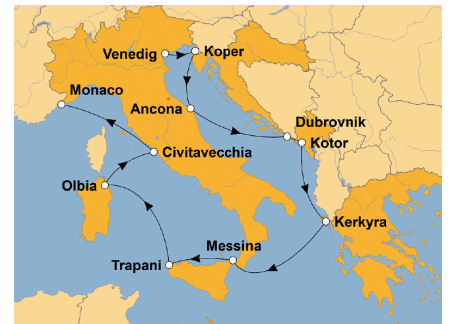 Venedig
Koper
Monaco
Ancona
Dubrovnik
Kotor
Civitavecchia
Olbia
Kerkyra
Messina
Trapani